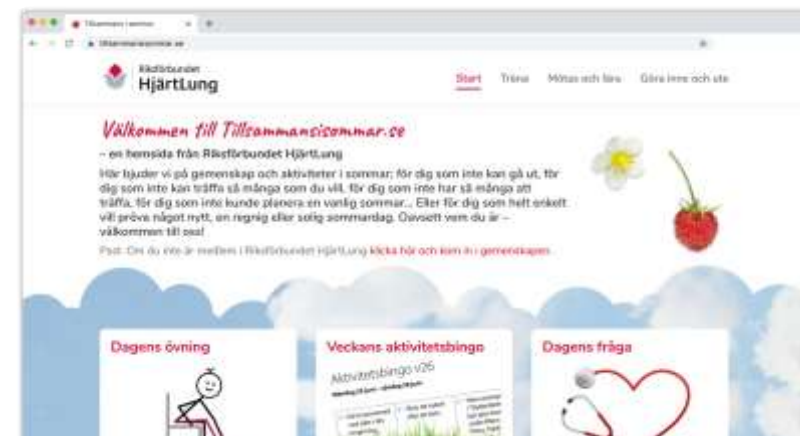 Tillsammans i sommar
tillsammansisommar.se
Riksförbundet
HjärtLung
Start Träna Mötas och lära Göra inne och ute
Välkommen till Tillsammansisommar.se
– en hemsida från Riksförbundet HjärtLung
Här bjuder vi på gemenskap och aktiviteter i sommar; för dig som inte kan gå ut, för
dig som inte kan träffa så många som du vill, för dig som inte har så många att
träffa, för dig som inte kunde planera en vanlig sommar... Eller för dig som helt enkelt
vill pröva något nytt, en regnig eller solig sommardag. Oavsett vem du är –
välkommen till oss!
Psst: Om du inte är medlem i Riksförbundet HjärtLung klicka här och kom in i gemenskapen.
Dagens övning
Veckans aktivitetsbingo
Dagens fråga
Aktivitetsbingo v26